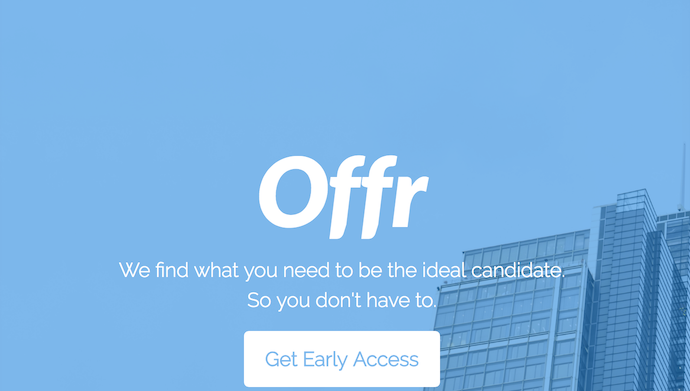 Offr
We find what you need to be the ideal candidate.
So you don't have to.
Get Early Access